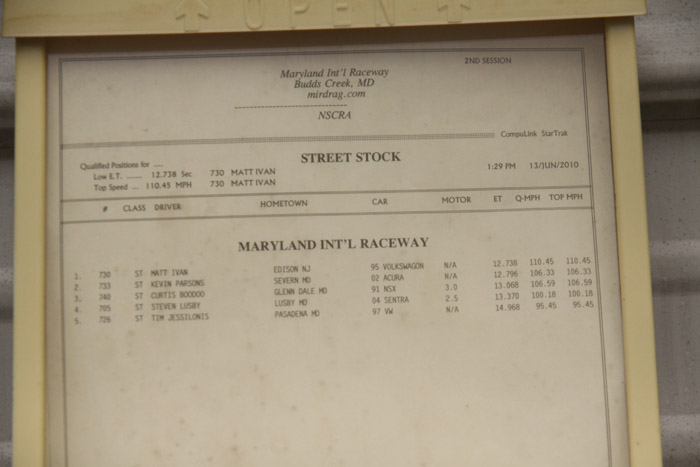 OPEN
2ND SESSION
Maryland Int'l Raceway
Budds Creek, MD
mirdrag.com
NSCRA
CompuLink StarTrak
STREET STOCK
Qualified Positions for ....
1:29 PM 13/JUN/2010
Low E.T. ....... 12.738 Sec 730 MATT IVAN
Top Speed ... 110.45 MPH 730 MATT IVAN
# CLASS DRIVER HOMETOWN CAR MOTOR ET Q-MPH TOP MPH
MARYLAND INT'L RACEWAY
1. 730 ST MATT IVAN EDISON NJ 95 VOLKSWAGON N/A 12.738 110.45 110.45
2. 733 ST KEVIN PARSONS SEVERN MD 02 ACURA N/A 12.796 106.33 106.33
3. 740 ST CURTIS BOODOO GLENN DALE MD 91 NSX 3.0 13.068 106.59 106.59
4. 705 ST STEVEN LUSBY LUSBY MD 04 SENTRA 2.5 13.370 100.18 100.18
5. 726 ST TIM JESSILONIS PASADENA MD 97 VW N/A 14.968 95.45 95.45